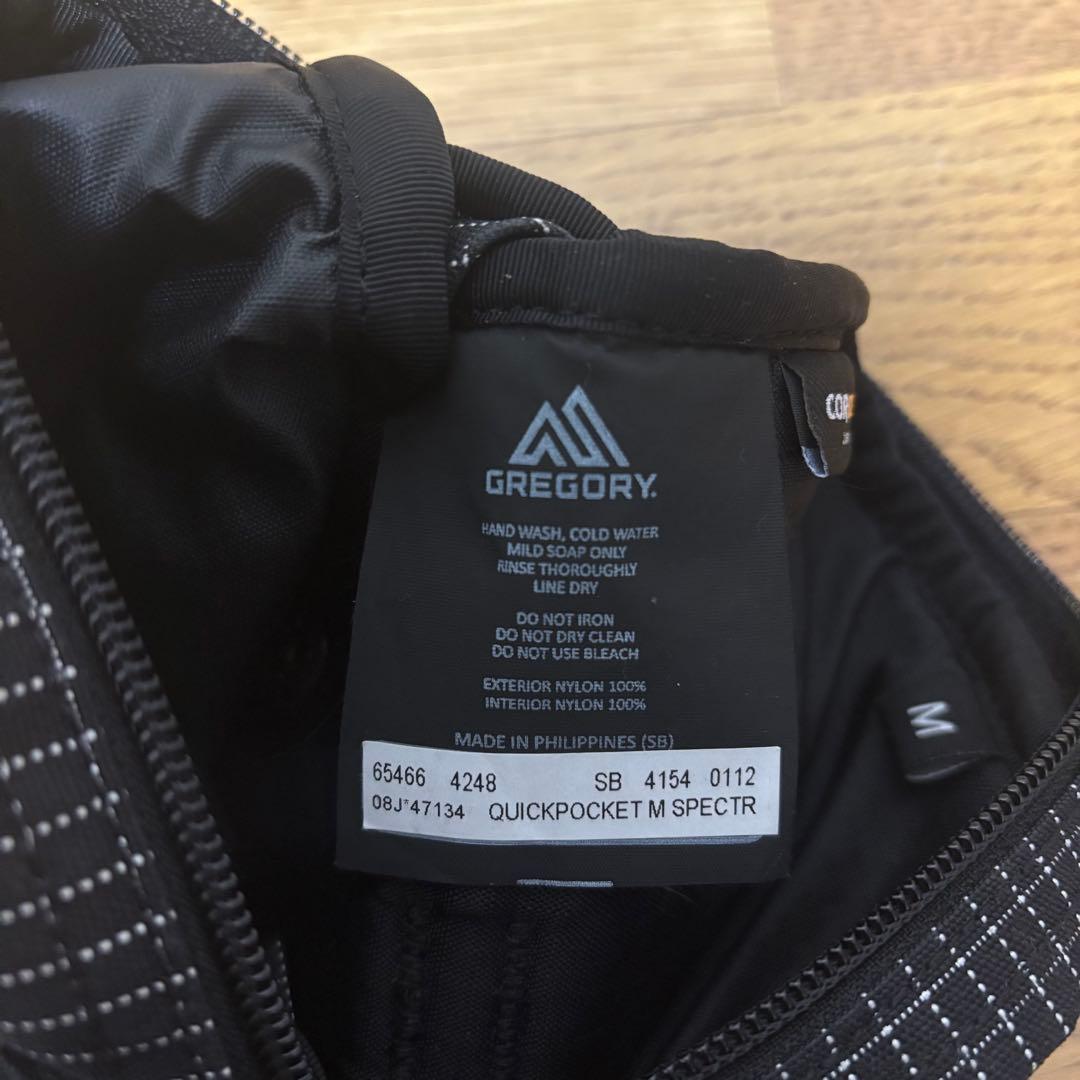 GREGORY.
HAND WASH, COLD WATER
MILD SOAP ONLY
RINSE THOROUGHLY
LINE DRY
DO NOT IRON
DO NOT DRY CLEAN
DO NOT USE BLEACH
EXTERIOR NYLON 100%
INTERIOR NYLON 100%
MADE IN PHILIPPINES (SB)
65466 4248 SB 4154 0112
08J*47134 QUICKPOCKET M SPECTR
M